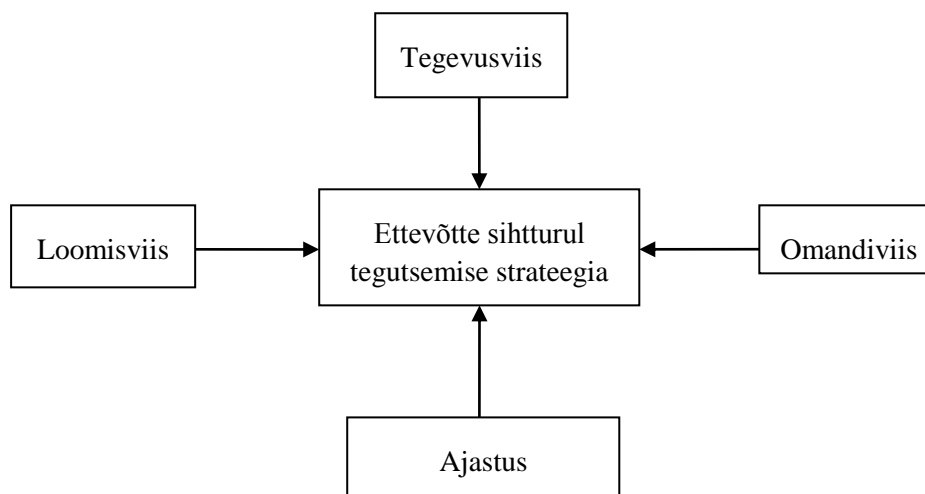 Tegevusviis
Loomisviis
Ettevõtte sihtturul
tegutsemise strateegia
Omandiviis
Ajastus